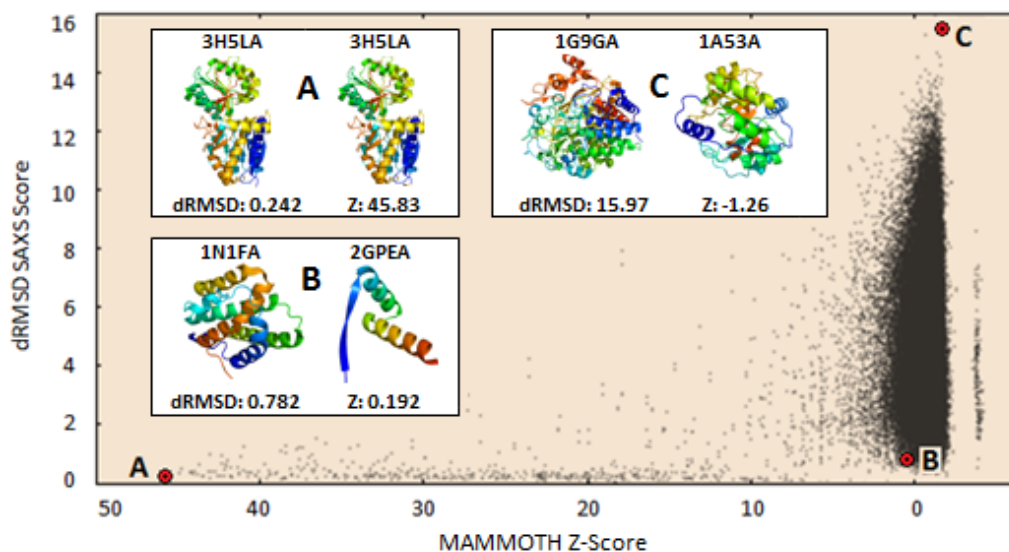 16
14
12
10
8
6
4
2
0
dRMSD SAXS Score
3H5LA 3H5LA
A
dRMSD: 0.242 Z: 45.83
1G9GA 1A53A
C
dRMSD: 15.97 Z: -1.26
1N1FA 2GPEA
B
dRMSD: 0.782 Z: 0.192
C
A
B
50 40 30 20 10 0
MAMMOTH Z-Score